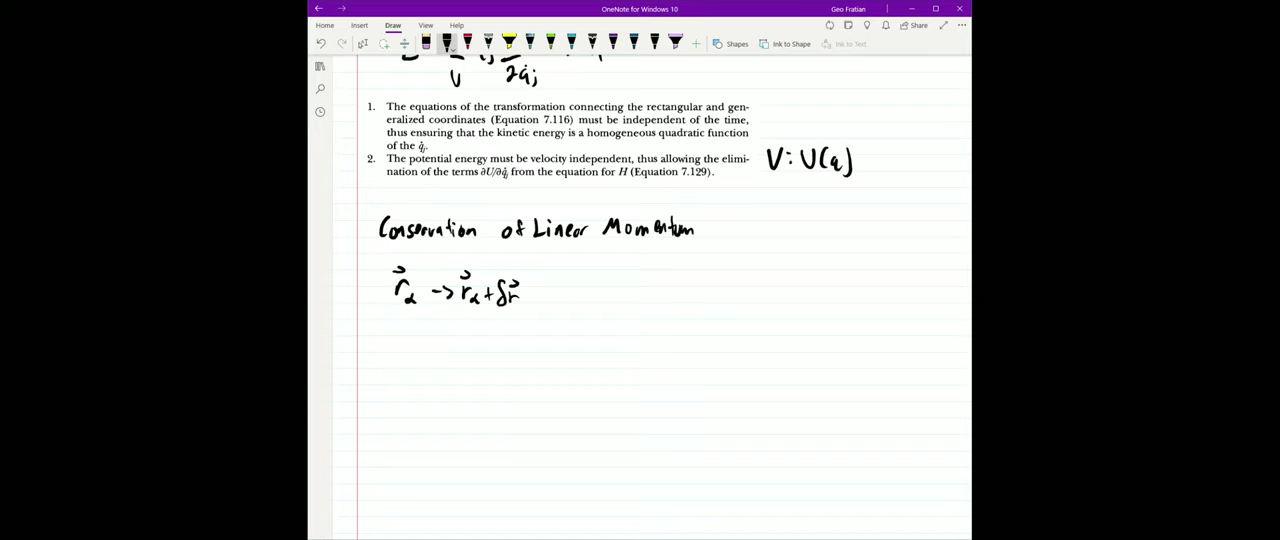 OneNote for Windows 10
Geo Fratian
Home Insert Draw View Help
Share
Shapes Ink to Shape Ink to Text
2q̇j
1. The equations of the transformation connecting the rectangular and gen-
eralized coordinates (Equation 7.116) must be independent of the time,
thus ensuring that the kinetic energy is a homogeneous quadratic function
of the q̇j.
2. The potential energy must be velocity independent, thus allowing the elimi-
nation of the terms ∂U/∂q̇j from the equation for H (Equation 7.129).
V: U(q)
Conservation of Linear Momentum
r⃗α -> r⃗α + δr⃗